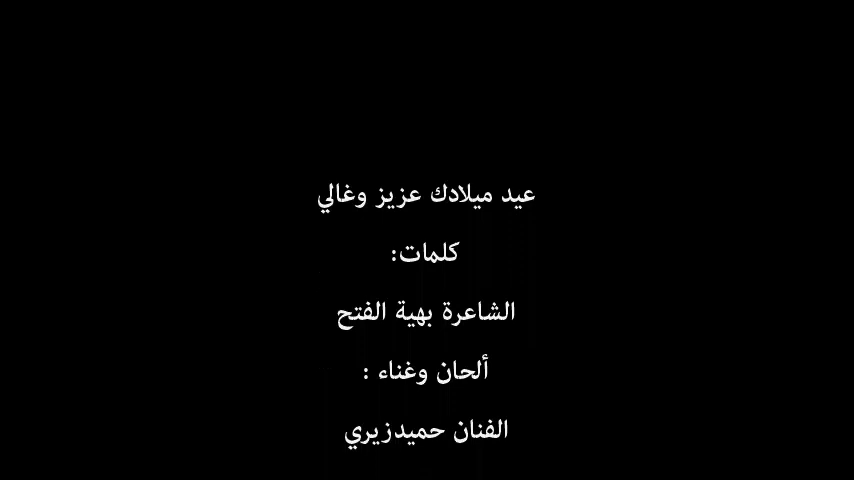 عيد ميلادك عزيز وغالي
كلمات:
الشاعرة بهية الفتح
ألحان وغناء :
الفنان حميدزيري